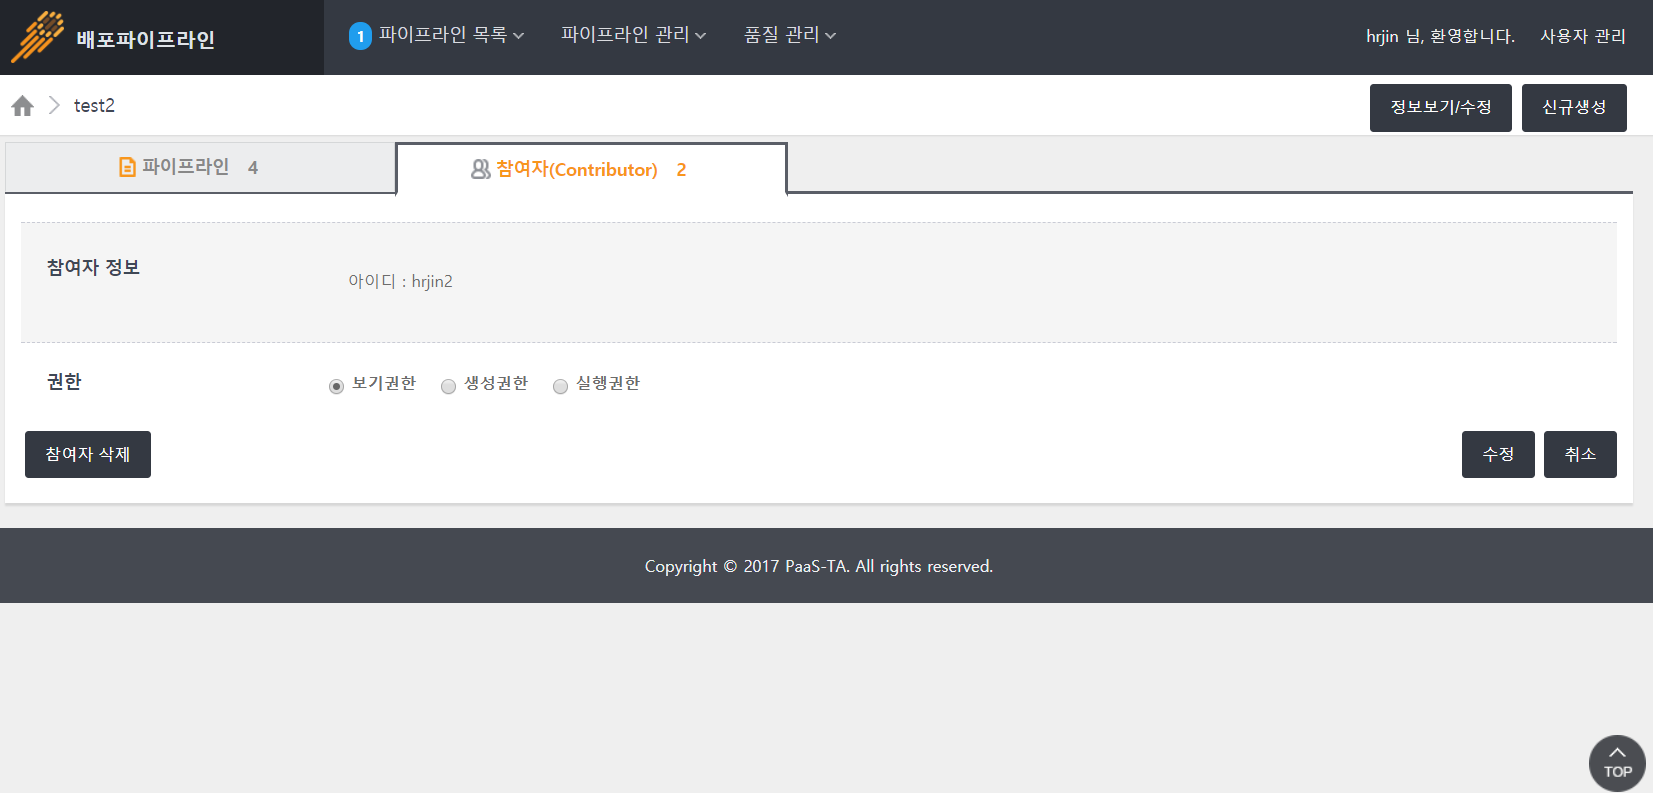 배포파이프라인
1 파이프라인 목록 파이프라인 관리 품질 관리
hrjin 님, 환영합니다. 사용자 관리
test2
정보보기/수정 신규생성
파이프라인 4 참여자(Contributor) 2
참여자 정보
아이디 : hrjin2
권한 보기권한 생성권한 실행권한
참여자 삭제 수정 취소
Copyright © 2017 PaaS-TA. All rights reserved.
TOP